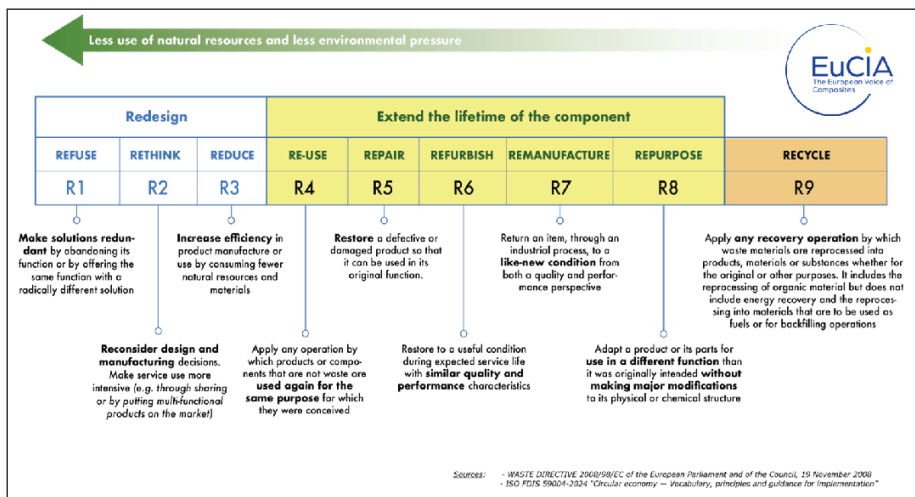 Less use of natural resources and less environmental pressure
EuCIA
The European Voice of
Composites
Redesign
Extend the lifetime of the component
REFUSE
RETHINK
REDUCE
RE-USE
REPAIR
REFURBISH
REMANUFACTURE
REPURPOSE
RECYCLE
R1
R2
R3
R4
R5
R6
R7
R8
R9
Make solutions redun-
dant by abandoning its
function or by offering the
same function with a
radically different solution
Reconsider design and
manufacturing decisions.
Make service use more
intensive (e.g. through sharing
or by putting multi-functional
products on the market)
Increase efficiency in
product manufacture or
use by consuming fewer
natural resources and
materials
Apply any operation by
which products or compo-
nents that are not waste are
used again for the
same purpose for which
they were conceived
Restore a defective or
damaged product so that
it can be used in its
original function.
Restore to a useful condition
during expected service life
with similar quality and
performance characteristics
Return an item, through an
industrial process, to a
like-new condition from
both a quality and perfor-
mance perspective
Adapt a product or its parts for
use in a different function than
it was originally intended without
making major modifications
to its physical or chemical structure
Apply any recovery operation by which
waste materials are reprocessed into
products, materials or substances whether for
the original or other purposes. It includes the
reprocessing of organic material but does not
include energy recovery and the reproces-
sing into materials that are to be used as
fuels or for backfilling operations
Sources: - WASTE DIRECTIVE 2008/98/EC of the European Parliament and of the Council, 19 November 2008
- ISO FDIS 59004-2024 "Circular economy — Vocabulary, principles and guidance for implementation"